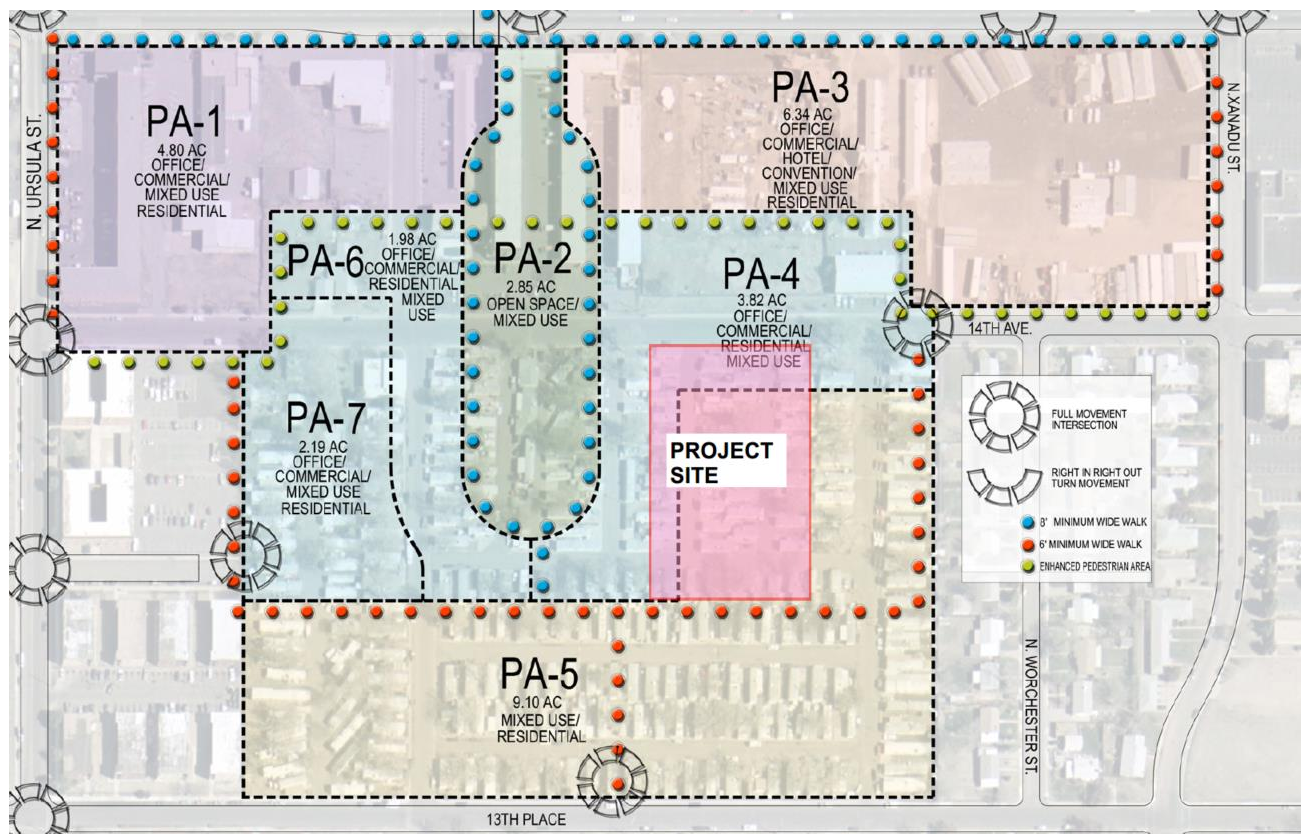 N. URSULA ST.
PA-1
4.80 AC
OFFICE/
COMMERCIAL/
MIXED USE
RESIDENTIAL
PA-3
6.34 AC
OFFICE/
COMMERCIAL/
HOTEL/
CONVENTION/
MIXED USE
RESIDENTIAL
N.XANADU ST.
PA-6
1.98 AC
OFFICE/
COMMERCIAL/
RESIDENTIAL
MIXED
USE
PA-2
2.85 AC
OPEN SPACE/
MIXED USE
PA-4
3.82 AC
OFFICE/
COMMERCIAL/
RESIDENTIAL
MIXED USE
14TH AVE.
PA-7
2.19 AC
OFFICE/
COMMERCIAL/
MIXED USE
RESIDENTIAL
PROJECT
SITE
FULL MOVEMENT
INTERSECTION
RIGHT IN RIGHT OUT
TURN MOVEMENT
8' MINIMUM WIDE WALK
6' MINIMUM WIDE WALK
ENHANCED PEDESTRIAN AREA
PA-5
9.10 AC
MIXED USE/
RESIDENTIAL
N. WORCHESTER ST.
13TH PLACE